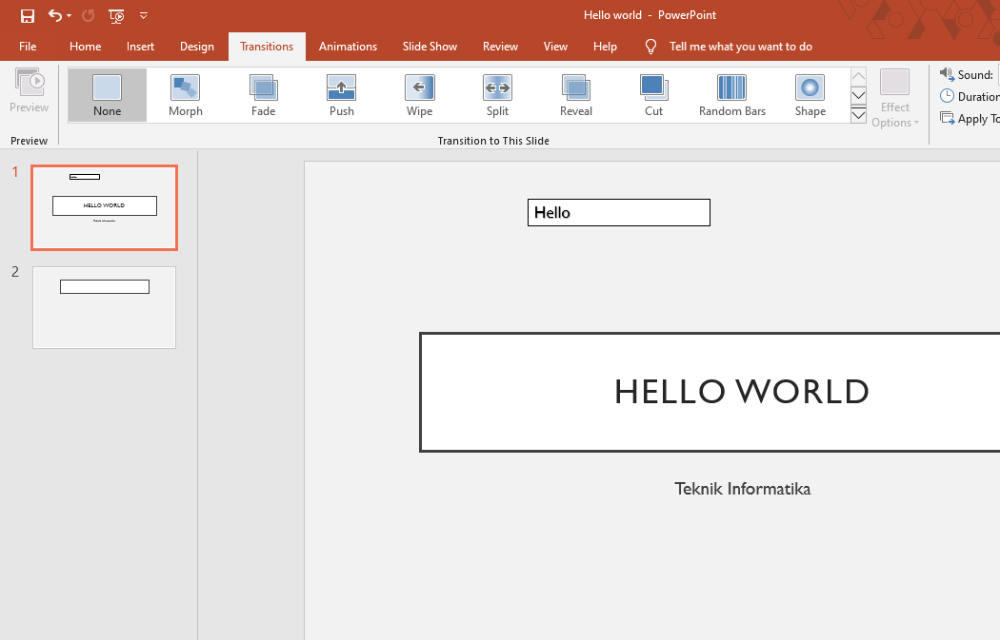 Hello world - PowerPoint
File Home Insert Design Transitions Animations Slide Show Review View Help Tell me what you want to do
Preview None Morph Fade Push Wipe Split Reveal Cut Random Bars Shape Effect Options Sound:
Duration
Apply To
Preview Transition to This Slide
1
HELLO WORLD
2
Hello
HELLO WORLD
Teknik Informatika